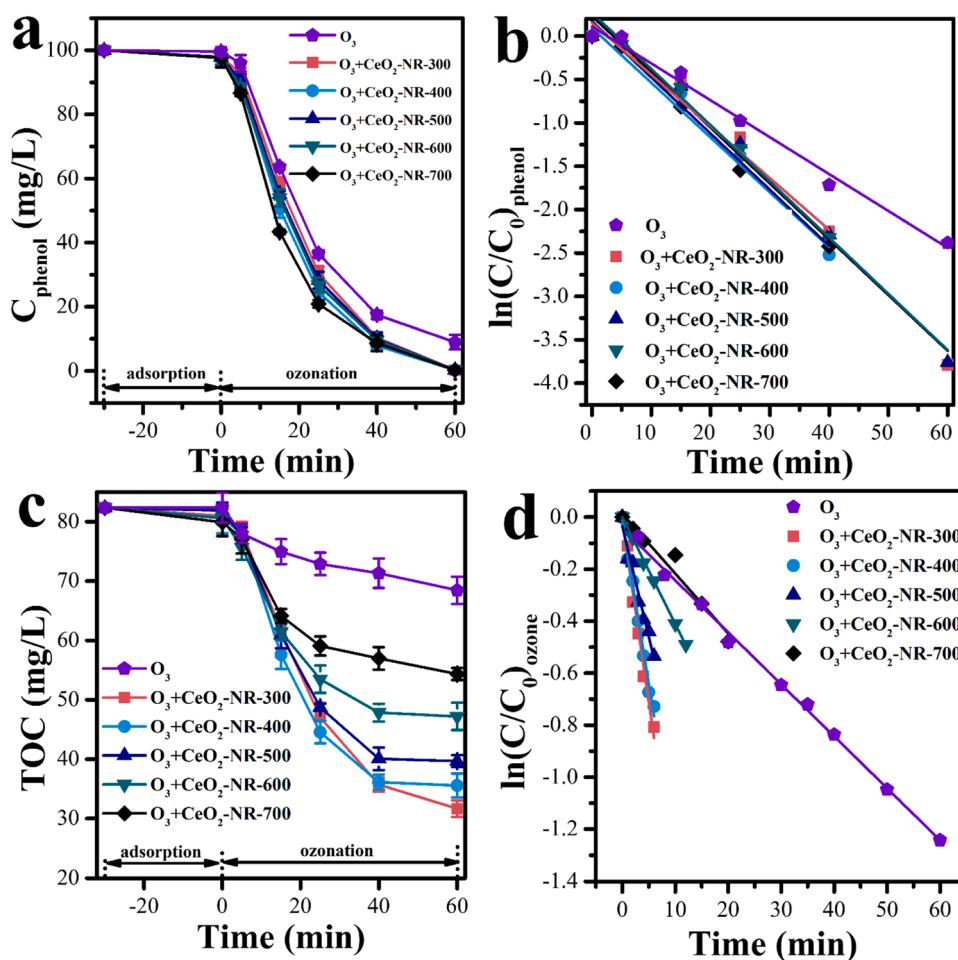 a
C_phenol (mg/L)
100
80
60
40
20
0
O₃
O₃+CeO₂-NR-300
O₃+CeO₂-NR-400
O₃+CeO₂-NR-500
O₃+CeO₂-NR-600
O₃+CeO₂-NR-700
adsorption
ozonation
-20 0 20 40 60
Time (min)
b
ln(C/C₀)phenol
0.0
-0.5
-1.0
-1.5
-2.0
-2.5
-3.0
-3.5
-4.0
O₃
O₃+CeO₂-NR-300
O₃+CeO₂-NR-400
O₃+CeO₂-NR-500
O₃+CeO₂-NR-600
O₃+CeO₂-NR-700
0 10 20 30 40 50 60
Time (min)
c
TOC (mg/L)
80
70
60
50
40
30
20
O₃
O₃+CeO₂-NR-300
O₃+CeO₂-NR-400
O₃+CeO₂-NR-500
O₃+CeO₂-NR-600
O₃+CeO₂-NR-700
adsorption
ozonation
-20 0 20 40 60
Time (min)
d
ln(C/C₀)ozone
0.0
-0.2
-0.4
-0.6
-0.8
-1.0
-1.2
-1.4
O₃
O₃+CeO₂-NR-300
O₃+CeO₂-NR-400
O₃+CeO₂-NR-500
O₃+CeO₂-NR-600
O₃+CeO₂-NR-700
0 10 20 30 40 50 60
Time (min)